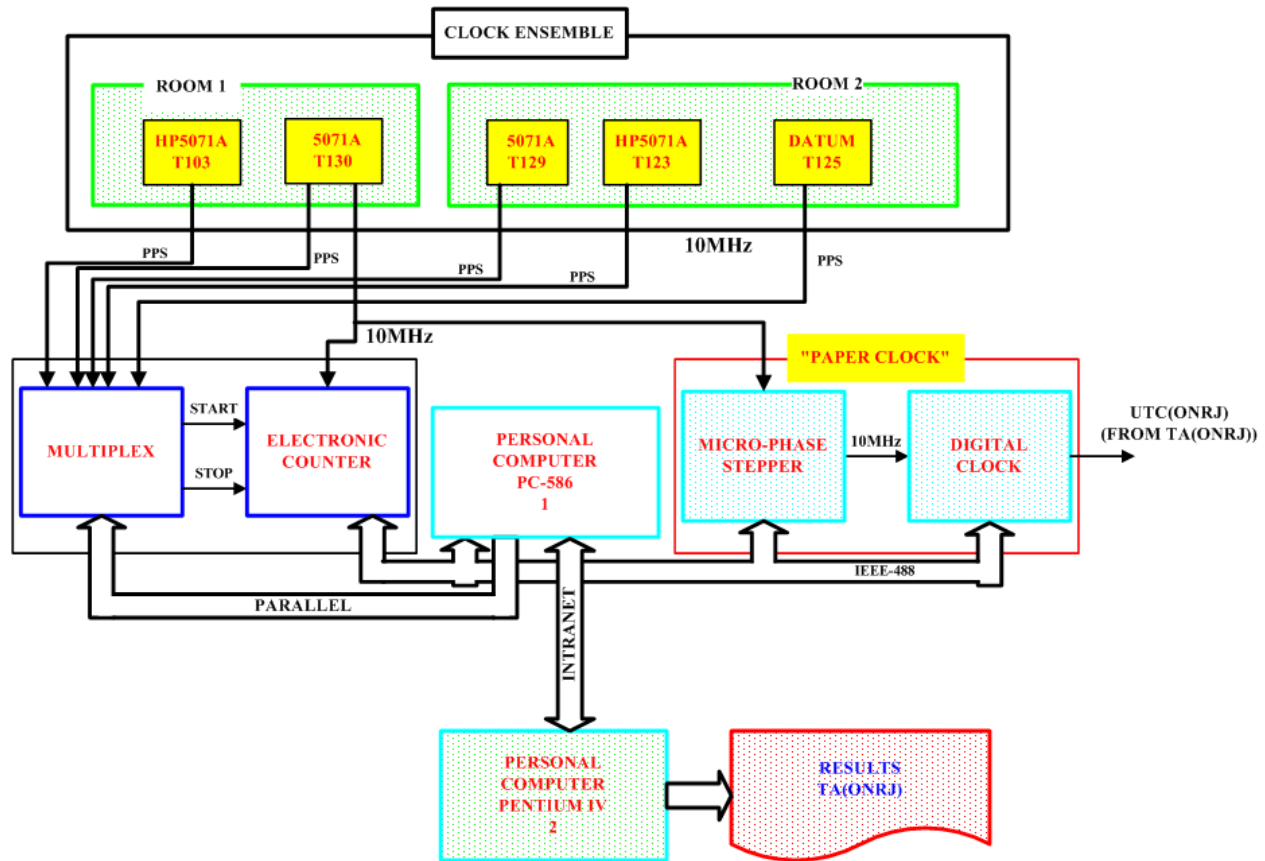 CLOCK ENSEMBLE
ROOM 1
ROOM 2
HP5071A
T103
5071A
T130
5071A
T129
HP5071A
T123
DATUM
T125
10MHz
PPS
PPS
PPS
PPS
PPS
10MHz
"PAPER CLOCK"
MULTIPLEX
START
STOP
ELECTRONIC
COUNTER
PERSONAL
COMPUTER
PC-586
1
MICRO-PHASE
STEPPER
10MHz
DIGITAL
CLOCK
UTC(ONRJ)
(FROM TA(ONRJ))
IEEE-488
PARALLEL
INTRANET
PERSONAL
COMPUTER
PENTIUM IV
2
RESULTS
TA(ONRJ)